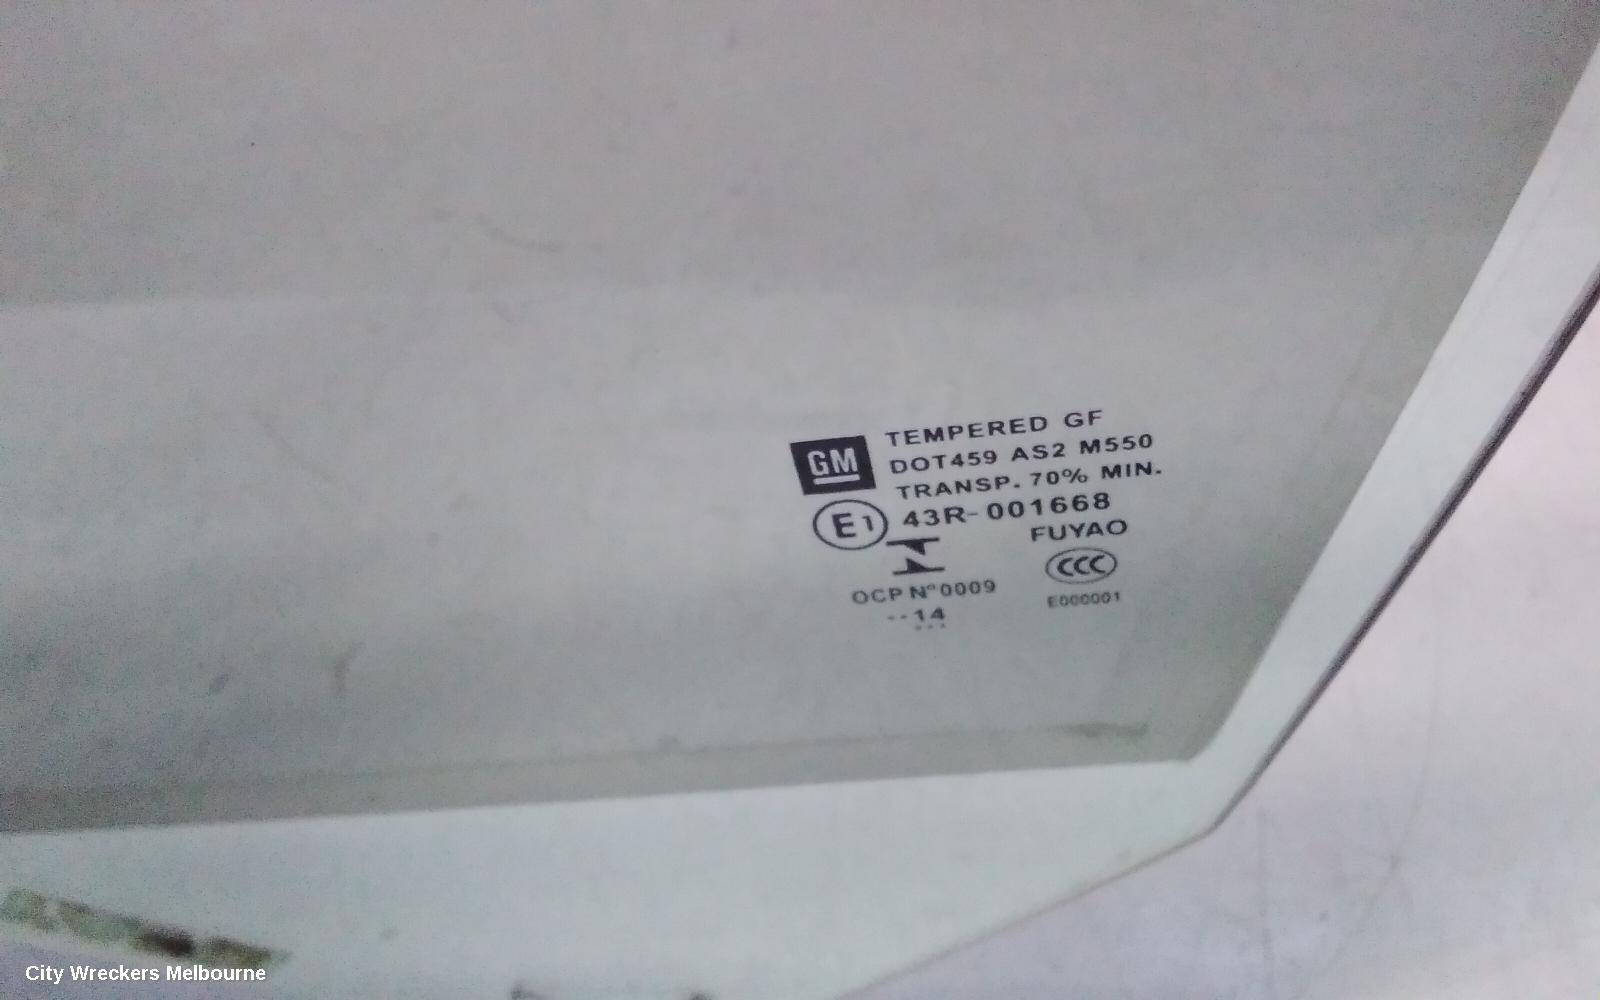 GM
TEMPERED GF
DOT459 AS2 M550
TRANSP. 70% MIN.
E1 43R-001668
FUYAO
CCC
OCP Nº0009
E000001
--14
...
City Wreckers Melbourne